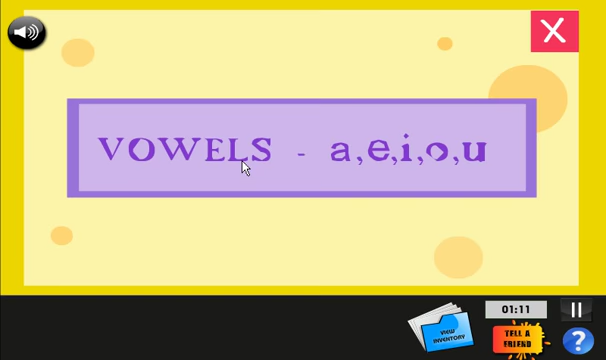 VOWELS - a,e,i,o,u
01:11
VIEW
INVENTORY
TELL A
FRIEND
?